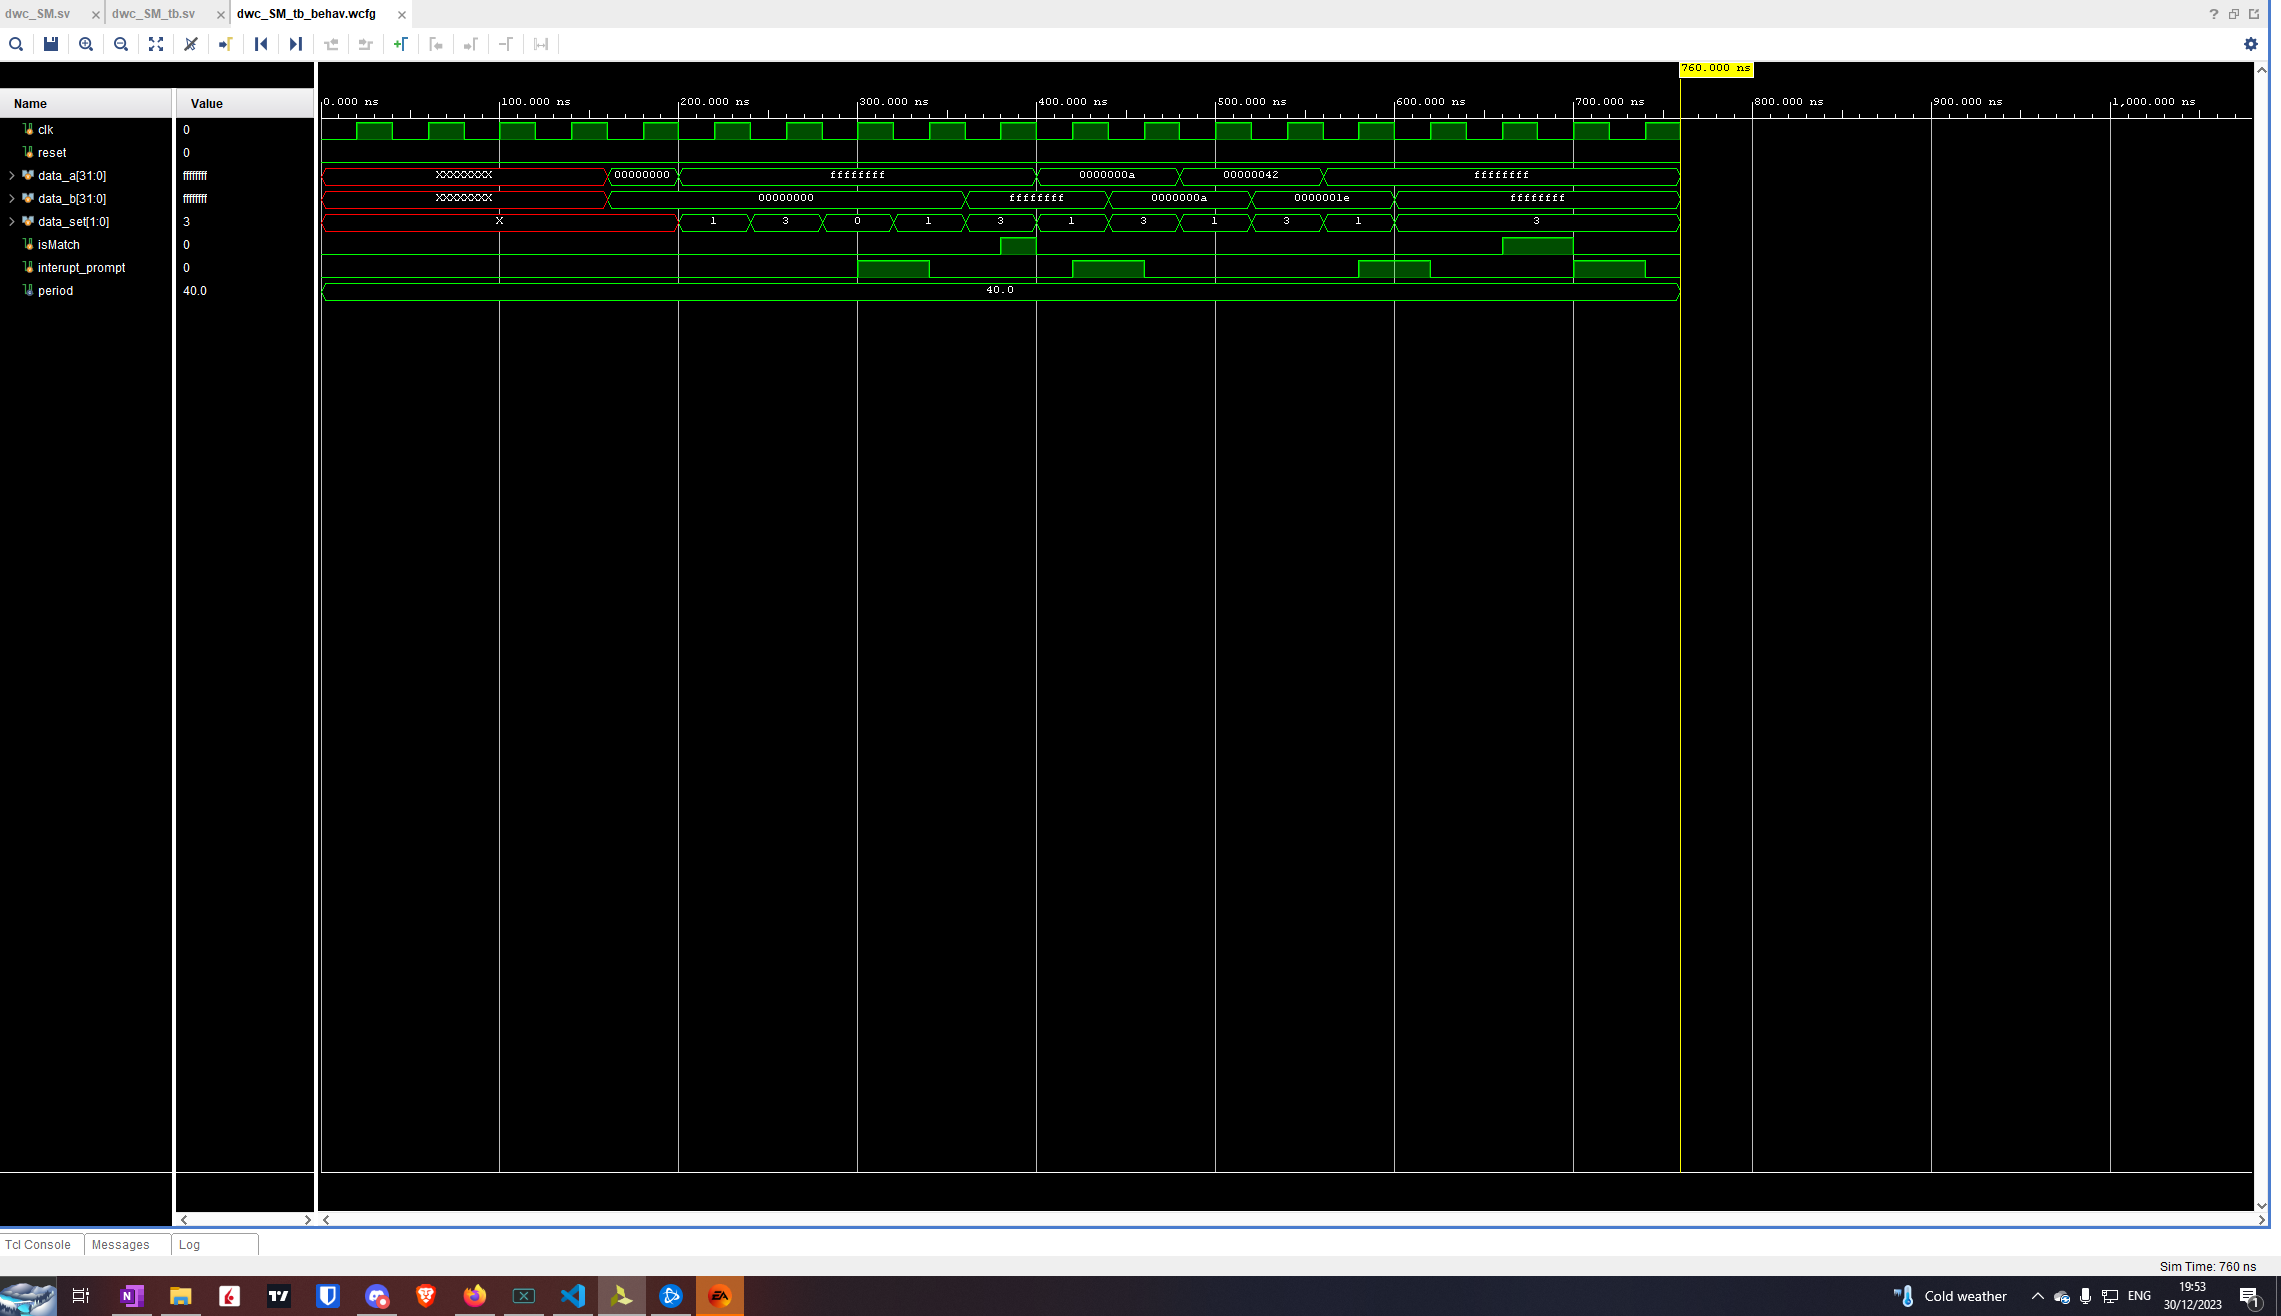 dwc_SM.sv dwc_SM_tb.sv dwc_SM_tb_behav.wcfg
760.000 ns
Name Value
0.000 ns 100.000 ns 200.000 ns 300.000 ns 400.000 ns 500.000 ns 600.000 ns 700.000 ns 800.000 ns 900.000 ns 1,000.000 ns
clk 0
reset 0
data_a[31:0] ffffffff XXXXXXXX 00000000 ffffffff 0000000a 00000042 ffffffff
data_b[31:0] ffffffff XXXXXXXX 00000000 ffffffff 0000000a 0000001e ffffffff
data_set[1:0] 3 X 1 3 0 1 3 1 3 1 3 1 3
isMatch 0
interupt_prompt 0
period 40.0 40.0
Tcl Console Messages Log
Sim Time: 760 ns
Cold weather ENG 19:53
30/12/2023 1